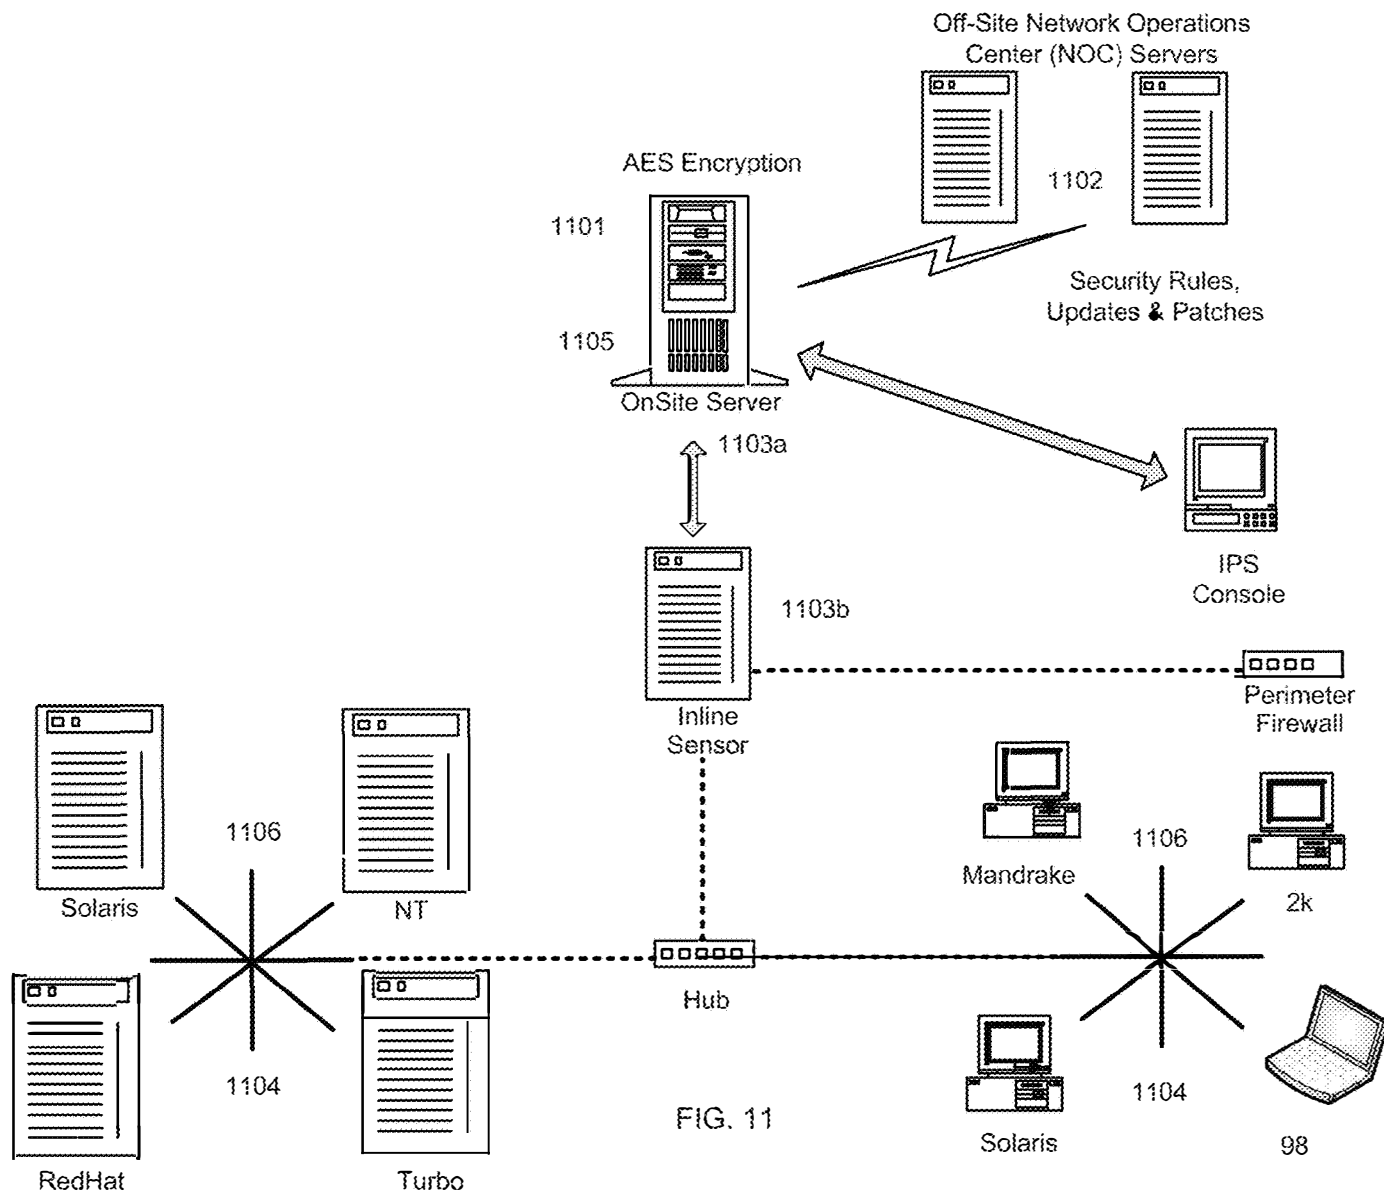 Off-Site Network Operations
Center (NOC) Servers
AES Encryption
1102
1101
Security Rules,
Updates & Patches
1105
OnSite Server
1103a
IPS
Console
1103b
Perimeter
Firewall
Inline
Sensor
1106
1106
Mandrake
2k
Solaris
NT
Hub
1104
1104
FIG. 11
Solaris
98
RedHat
Turbo